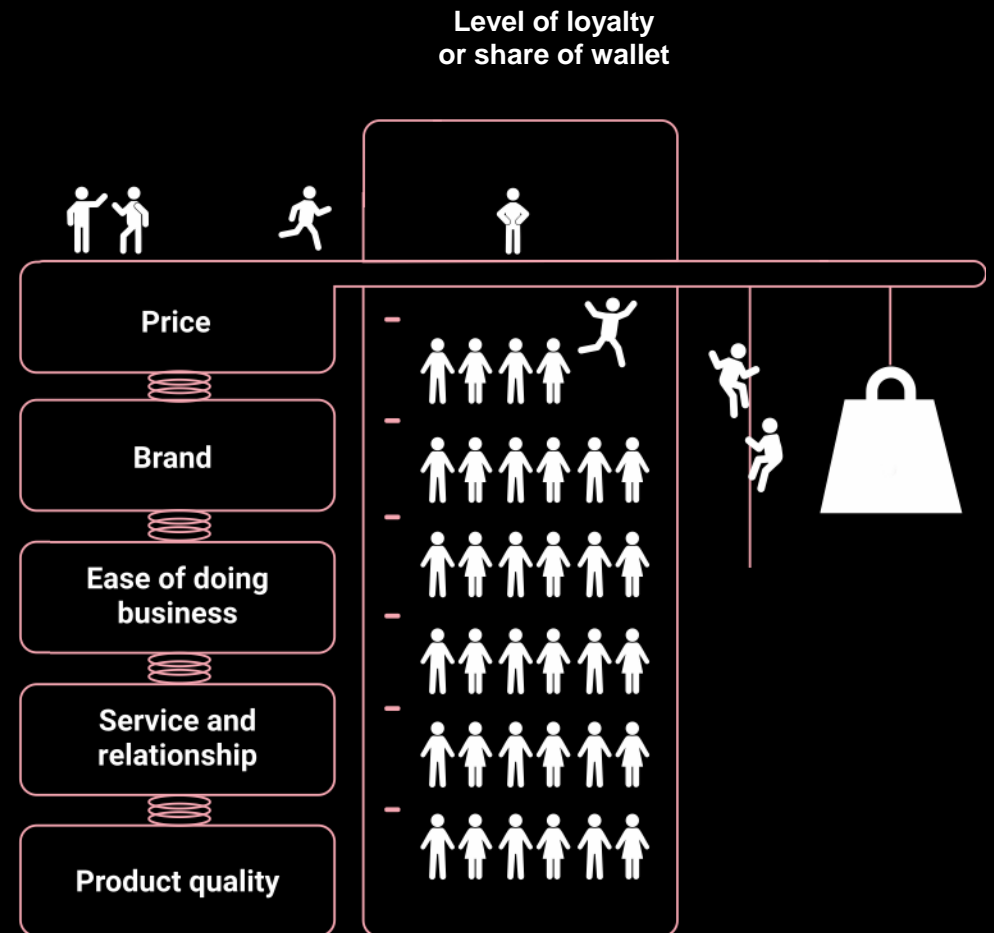 Level of loyalty
or share of wallet
Price
Brand
Ease of doing
business
Service and
relationship
Product quality